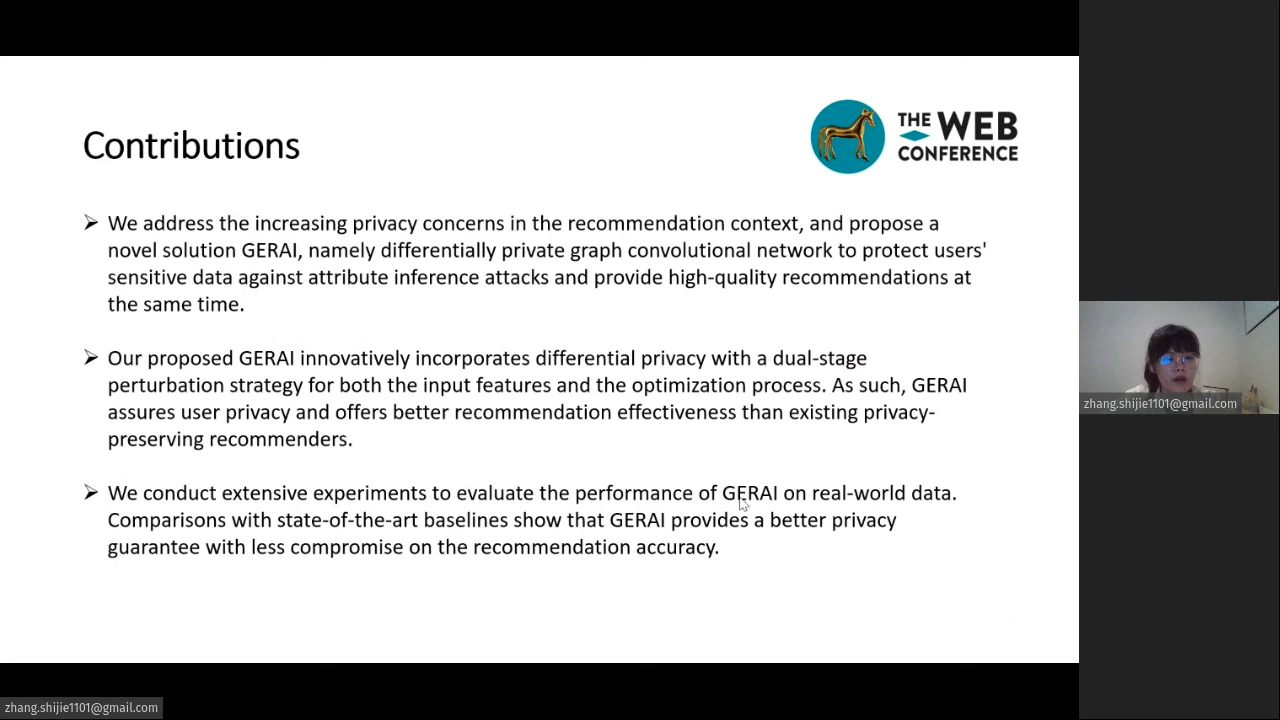 Contributions
THE WEB
CONFERENCE
We address the increasing privacy concerns in the recommendation context, and propose a
novel solution GERAI, namely differentially private graph convolutional network to protect users'
sensitive data against attribute inference attacks and provide high-quality recommendations at
the same time.
Our proposed GERAI innovatively incorporates differential privacy with a dual-stage
perturbation strategy for both the input features and the optimization process. As such, GERAI
assures user privacy and offers better recommendation effectiveness than existing privacy-
preserving recommenders.
We conduct extensive experiments to evaluate the performance of GERAI on real-world data.
Comparisons with state-of-the-art baselines show that GERAI provides a better privacy
guarantee with less compromise on the recommendation accuracy.
zhang.shijie1101@gmail.com
zhang.shijie1101@gmail.com